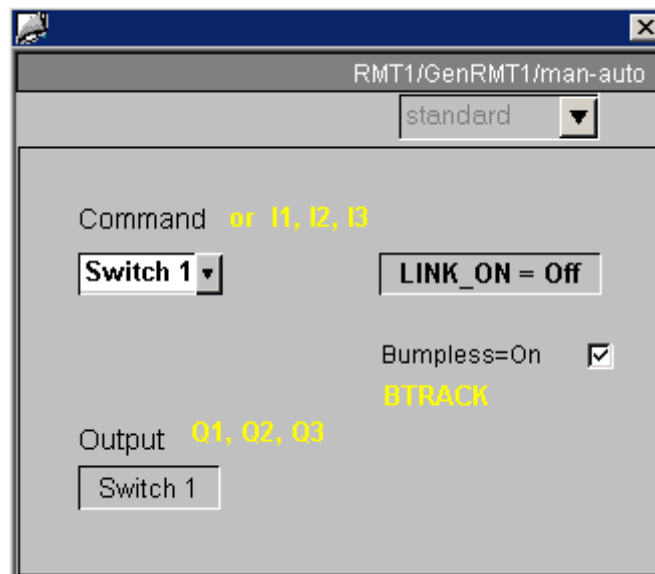 RMT1/GenRMT1/man-auto
standard
Command or I1, I2, I3
Switch 1
LINK_ON = Off
Bumpless=On
BTRACK
Output Q1, Q2, Q3
Switch 1